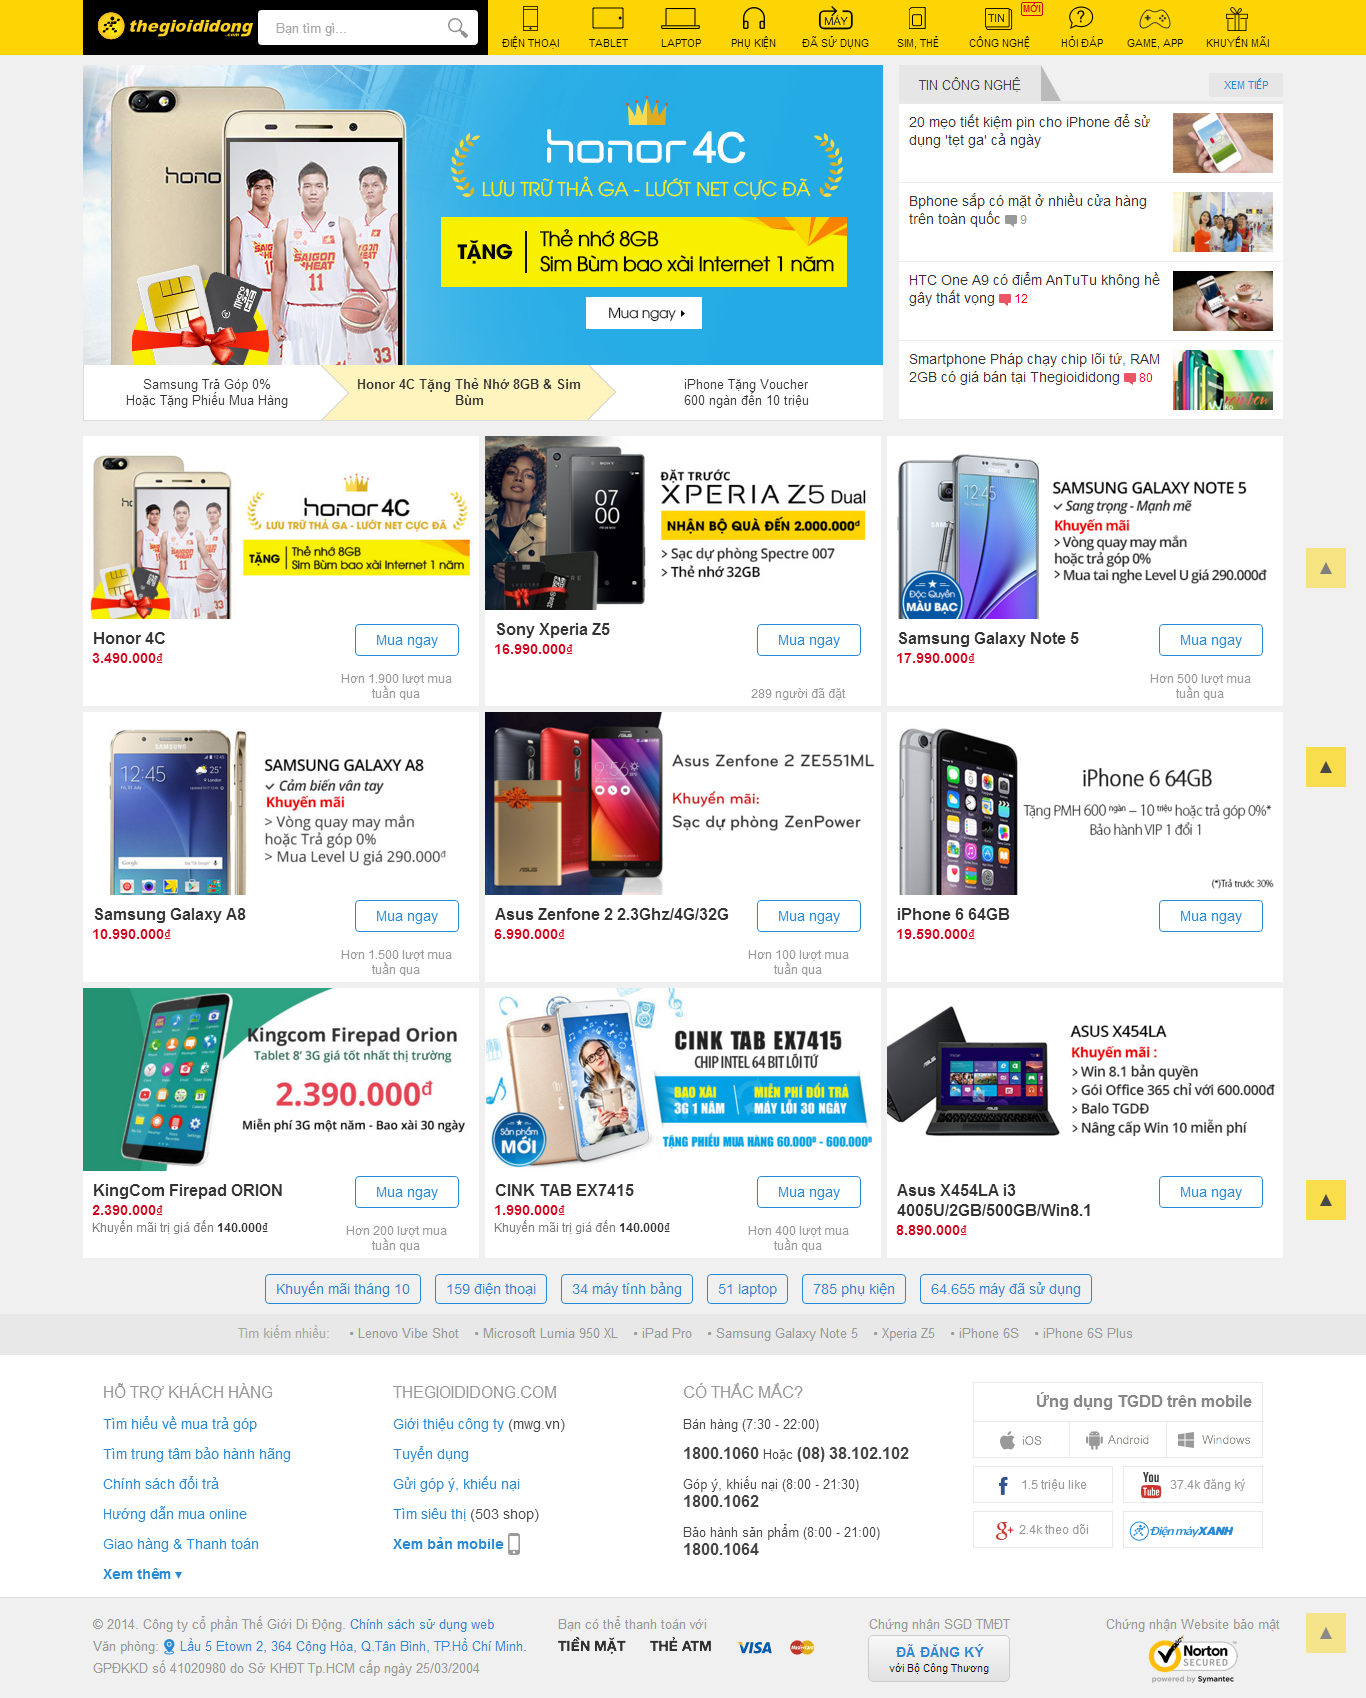 thegioididong
.com
Bạn tìm gì...
ĐIỆN THOẠI
TABLET
LAPTOP
PHỤ KIỆN
MÁY
ĐÃ SỬ DỤNG
SIM, THẺ
TIN
MỚI
CÔNG NGHỆ
HỎI ĐÁP
GAME, APP
KHUYẾN MÃI
honor 4C
LƯU TRỮ THẢ GA - LƯỚT NET CỰC ĐÃ
TẶNG
Thẻ nhớ 8GB
Sim Bùm bao xài Internet 1 năm
Mua ngay
Samsung Trả Góp 0%
Hoặc Tặng Phiếu Mua Hàng
Honor 4C Tặng Thẻ Nhớ 8GB & Sim
Bùm
iPhone Tặng Voucher
600 ngàn đến 10 triệu
TIN CÔNG NGHỆ
XEM TIẾP
20 mẹo tiết kiệm pin cho iPhone để sử
dụng 'tẹt ga' cả ngày
Bphone sắp có mặt ở nhiều cửa hàng
trên toàn quốc 9
HTC One A9 có điểm AnTuTu không hề
gây thất vọng 12
Smartphone Pháp chạy chip lõi tứ, RAM
2GB có giá bán tại Thegioididong 80
honor 4C
LƯU TRỮ THẢ GA - LƯỚT NET CỰC ĐÃ
TẶNG
Thẻ nhớ 8GB
Sim Bùm bao xài Internet 1 năm
Honor 4C
3.490.000₫
Mua ngay
Hơn 1.900 lượt mua
tuần qua
ĐẶT TRƯỚC
XPERIA Z5 Dual
NHẬN BỘ QUÀ ĐẾN 2.000.000đ
> Sạc dự phòng Spectre 007
> Thẻ nhớ 32GB
Sony Xperia Z5
16.990.000₫
Mua ngay
289 người đã đặt
SAMSUNG GALAXY NOTE 5
✓ Sang trọng - Mạnh mẽ
Khuyến mãi
> Vòng quay may mắn
hoặc trả góp 0%
> Mua tai nghe Level U giá 290.000đ
Độc Quyền
MÀU BẠC
Samsung Galaxy Note 5
17.990.000₫
Mua ngay
Hơn 500 lượt mua
tuần qua
SAMSUNG GALAXY A8
✓ Cảm biến vân tay
Khuyến mãi
> Vòng quay may mắn
hoặc Trả góp 0%
> Mua Level U giá 290.000đ
Samsung Galaxy A8
10.990.000₫
Mua ngay
Hơn 1.500 lượt mua
tuần qua
Asus Zenfone 2 ZE551ML
Khuyến mãi:
Sạc dự phòng ZenPower
Asus Zenfone 2 2.3Ghz/4G/32G
6.990.000₫
Mua ngay
Hơn 100 lượt mua
tuần qua
iPhone 6 64GB
Tặng PMH 600 ngàn – 10 triệu hoặc trả góp 0%*
Bảo hành VIP 1 đổi 1
(*)Trả trước 30%
iPhone 6 64GB
19.590.000₫
Mua ngay
Kingcom Firepad Orion
Tablet 8' 3G giá tốt nhất thị trường
2.390.000đ
Miễn phí 3G một năm - Bao xài 30 ngày
KingCom Firepad ORION
2.390.000₫
Khuyến mãi trị giá đến 140.000₫
Mua ngay
Hơn 200 lượt mua
tuần qua
CINK TAB EX7415
CHIP INTEL 64 BIT LÕI TỨ
BAO XÀI
3G 1 NĂM
MIỄN PHÍ ĐỔI TRẢ
MÁY LỖI 30 NGÀY
TẶNG PHIẾU MUA HÀNG 60.000Đ - 600.000Đ
Sản phẩm
MỚI
CINK TAB EX7415
1.990.000₫
Khuyến mãi trị giá đến 140.000₫
Mua ngay
Hơn 400 lượt mua
tuần qua
ASUS X454LA
Khuyến mãi :
> Win 8.1 bản quyền
> Gói Office 365 chỉ với 600.000đ
> Balo TGDĐ
> Nâng cấp Win 10 miễn phí
Asus X454LA i3
4005U/2GB/500GB/Win8.1
8.890.000₫
Mua ngay
Khuyến mãi tháng 10
159 điện thoại
34 máy tính bảng
51 laptop
785 phụ kiện
64.655 máy đã sử dụng
Tìm kiếm nhiều: • Lenovo Vibe Shot • Microsoft Lumia 950 XL • iPad Pro • Samsung Galaxy Note 5 • Xperia Z5 • iPhone 6S • iPhone 6S Plus
HỖ TRỢ KHÁCH HÀNG
Tìm hiểu về mua trả góp
Tìm trung tâm bảo hành hãng
Chính sách đổi trả
Hướng dẫn mua online
Giao hàng & Thanh toán
Xem thêm ▾
THEGIOIDIDONG.COM
Giới thiệu công ty (mwg.vn)
Tuyển dụng
Gửi góp ý, khiếu nại
Tìm siêu thị (503 shop)
Xem bản mobile
CÓ THẮC MẮC?
Bán hàng (7:30 - 22:00)
1800.1060 Hoặc (08) 38.102.102
Góp ý, khiếu nại (8:00 - 21:30)
1800.1062
Bảo hành sản phẩm (8:00 - 21:00)
1800.1064
Ứng dụng TGDD trên mobile
iOS
Android
Windows
1.5 triệu like
You Tube
37.4k đăng ký
g+ 2.4k theo dõi
Điện máy XANH
© 2014. Công ty cổ phần Thế Giới Di Động. Chính sách sử dụng web
Văn phòng: Lầu 5 Etown 2, 364 Cộng Hòa, Q.Tân Bình, TP.Hồ Chí Minh.
GPĐKKD số 41020980 do Sở KHĐT Tp.HCM cấp ngày 25/03/2004
Bạn có thể thanh toán với
TIỀN MẶT
THẺ ATM
VISA
MasterCard
Chứng nhận SGD TMĐT
ĐÃ ĐĂNG KÝ
với Bộ Công Thương
Chứng nhận Website bảo mật
Norton
SECURED
powered by Symantec